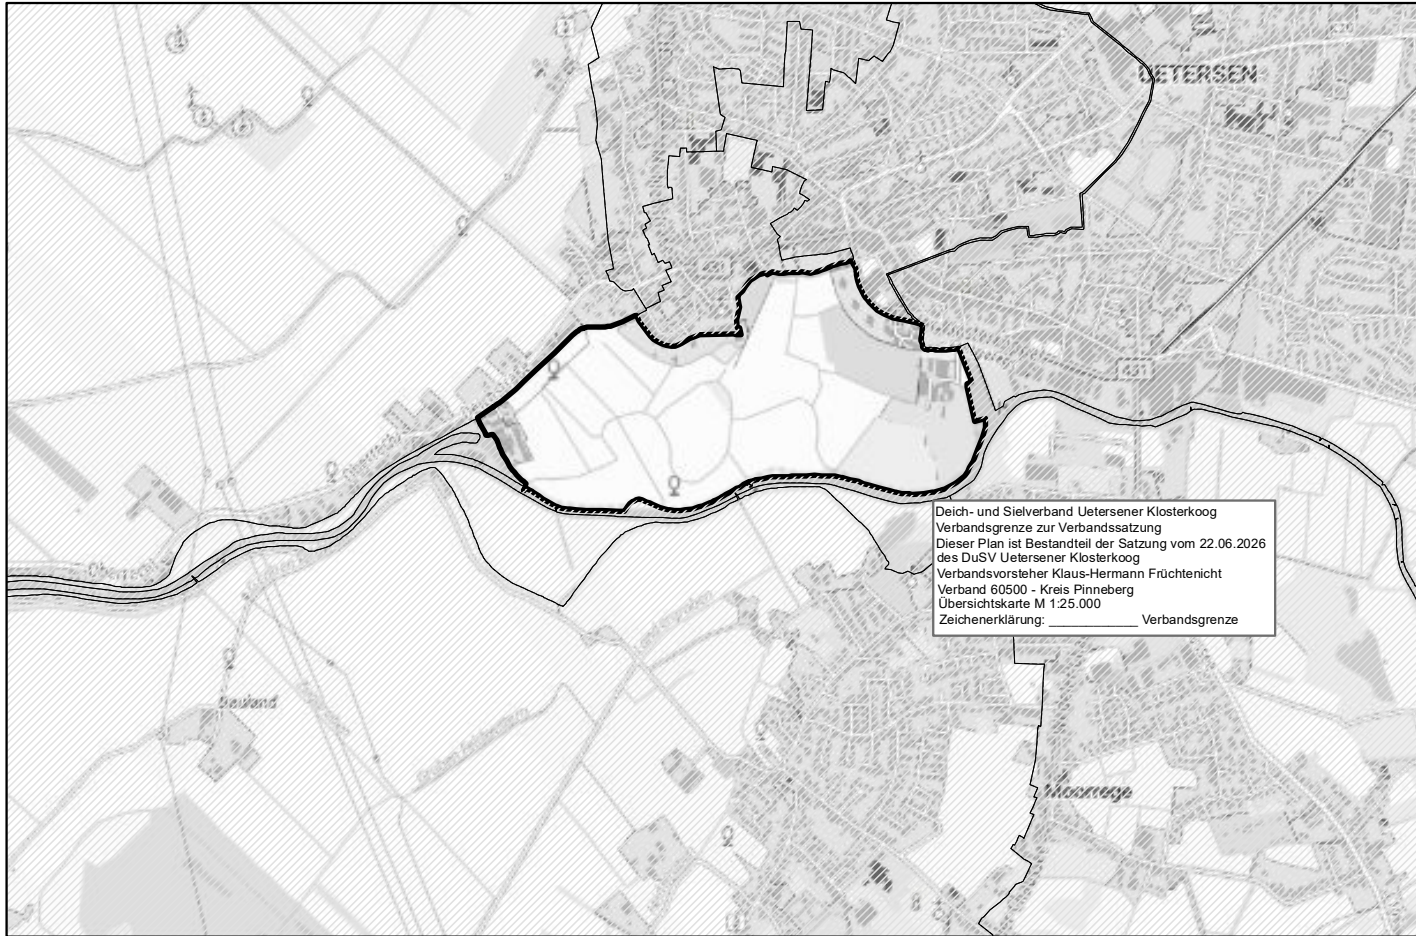 UETERSEN
431
431
Deich- und Sielverband Uetersener Klosterkoog
Verbandsgrenze zur Verbandssatzung
Dieser Plan ist Bestandteil der Satzung vom 22.06.2026
des DuSV Uetersener Klosterkoog
Verbandsvorsteher Klaus-Hermann Früchtenicht
Verband 60500 - Kreis Pinneberg
Übersichtskarte M 1:25.000
Zeichenerklärung: ____________ Verbandsgrenze
Moorrege